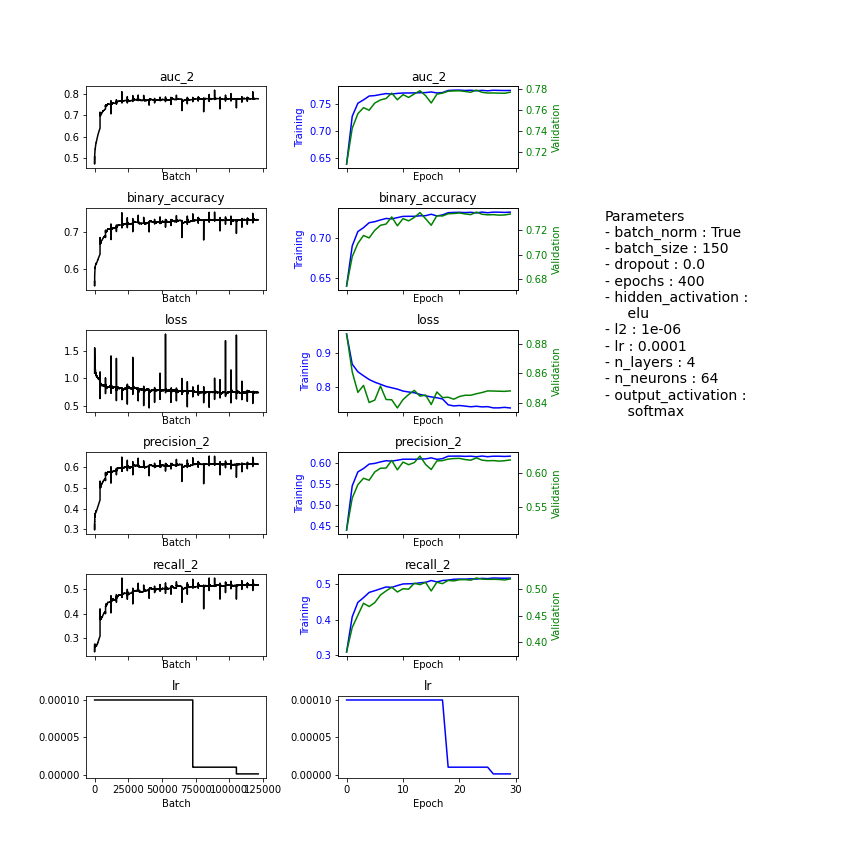 auc_2
0.8
0.7
0.6
0.5
Batch
auc_2
0.75
0.70
0.65
Training
Epoch
0.78
0.76
0.74
0.72
Validation
binary_accuracy
0.7
0.6
Batch
binary_accuracy
0.70
0.65
Training
Epoch
0.72
0.70
0.68
Validation
loss
1.5
1.0
0.5
Batch
loss
0.9
0.8
Training
Epoch
0.88
0.86
0.84
Validation
precision_2
0.6
0.5
0.4
0.3
Batch
precision_2
0.60
0.55
0.50
0.45
Training
Epoch
0.60
0.55
Validation
recall_2
0.5
0.4
0.3
Batch
recall_2
0.5
0.4
0.3
Training
Epoch
0.50
0.45
0.40
Validation
lr
0.00010
0.00005
0.00000
0 25000 50000 75000 100000 125000
Batch
lr
0.00010
0.00005
0.00000
0 10 20 30
Epoch
Parameters
- batch_norm : True
- batch_size : 150
- dropout : 0.0
- epochs : 400
- hidden_activation :
elu
- l2 : 1e-06
- lr : 0.0001
- n_layers : 4
- n_neurons : 64
- output_activation :
softmax